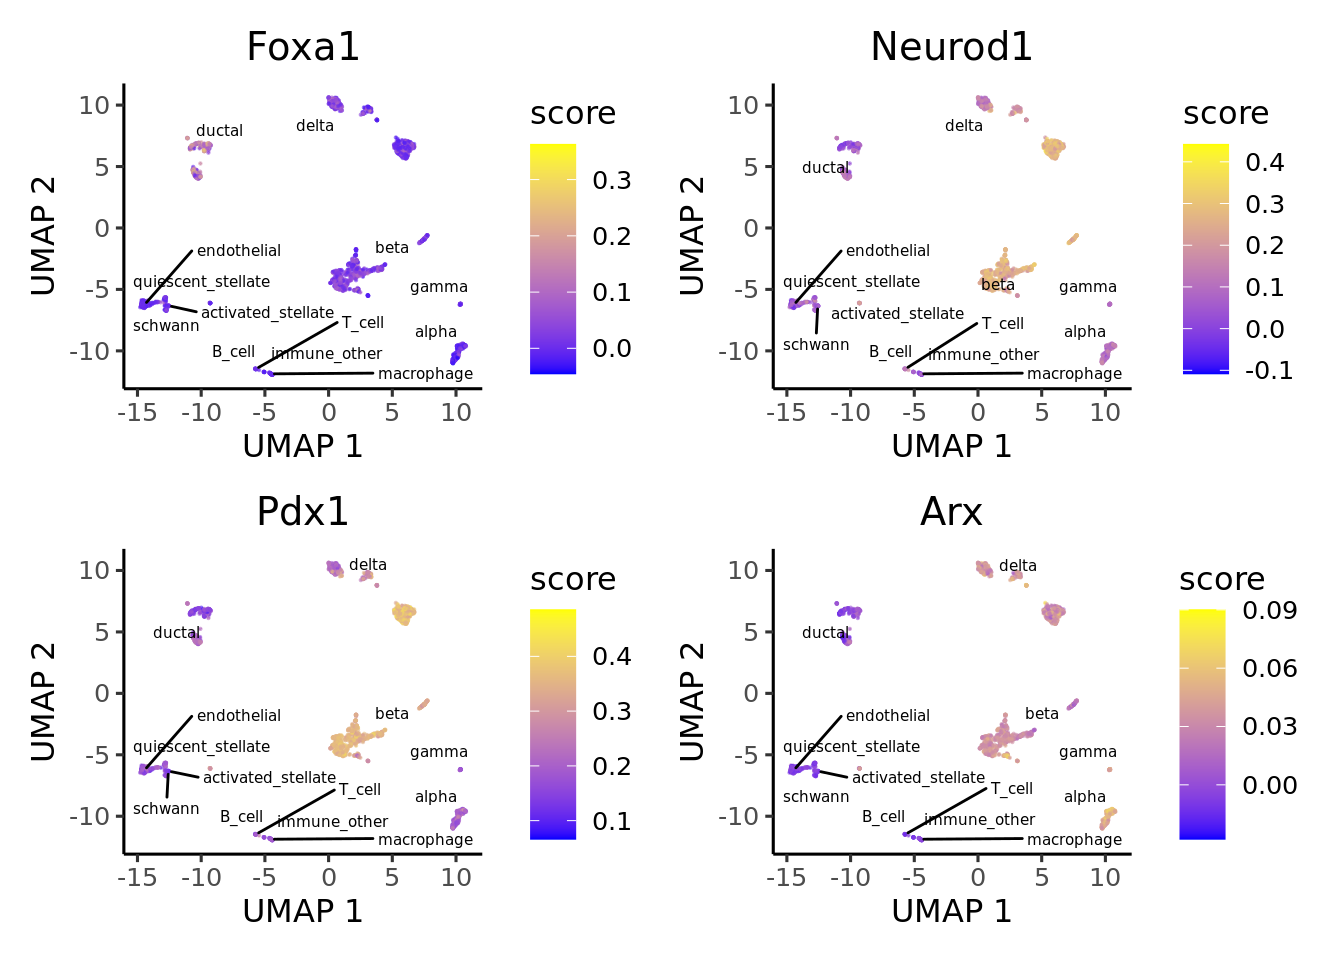 Foxa1
UMAP 2
10
5
0
-5
-10
-15 -10 -5 0 5 10
UMAP 1
ductal
delta
endothelial
beta
quiescent_stellate
gamma
activated_stellate
schwann
T_cell
alpha
B_cell
immune_other
macrophage
score
0.3
0.2
0.1
0.0
Neurod1
UMAP 2
10
5
0
-5
-10
-15 -10 -5 0 5 10
UMAP 1
delta
ductal
endothelial
quiescent_stellate
beta
gamma
activated_stellate
T_cell
alpha
schwann
B_cell
immune_other
macrophage
score
0.4
0.3
0.2
0.1
0.0
-0.1
Pdx1
UMAP 2
10
5
0
-5
-10
-15 -10 -5 0 5 10
UMAP 1
delta
ductal
endothelial
beta
quiescent_stellate
gamma
activated_stellate
T_cell
alpha
schwann
B_cell
immune_other
macrophage
score
0.4
0.3
0.2
0.1
Arx
UMAP 2
10
5
0
-5
-10
-15 -10 -5 0 5 10
UMAP 1
delta
ductal
endothelial
beta
quiescent_stellate
gamma
activated_stellate
T_cell
schwann
alpha
B_cell
immune_other
macrophage
score
0.09
0.06
0.03
0.00